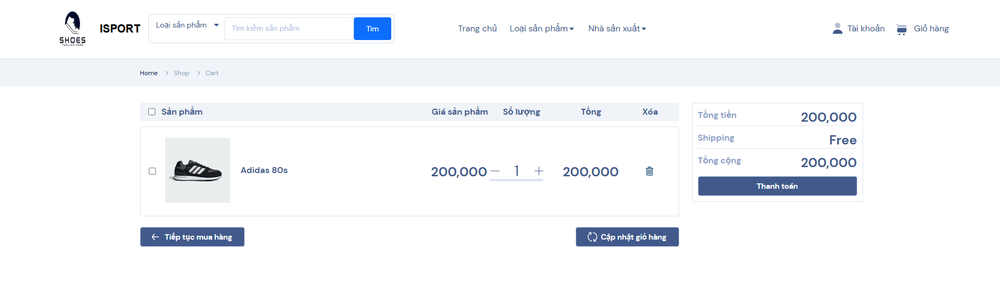 SHOES
TAGLINE HERE
ISPORT
Loại sản phẩm
Tìm kiếm sản phẩm
Tìm
Trang chủ
Loại sản phẩm
Nhà sản xuất
Tài khoản
Giỏ hàng
Home
Shop
Cart
Sản phẩm
Giá sản phẩm
Số lượng
Tổng
Xóa
Adidas 80s
200,000
1
200,000
Tiếp tục mua hàng
Cập nhật giỏ hàng
Tổng tiền
200,000
Shipping
Free
Tổng cộng
200,000
Thanh toán